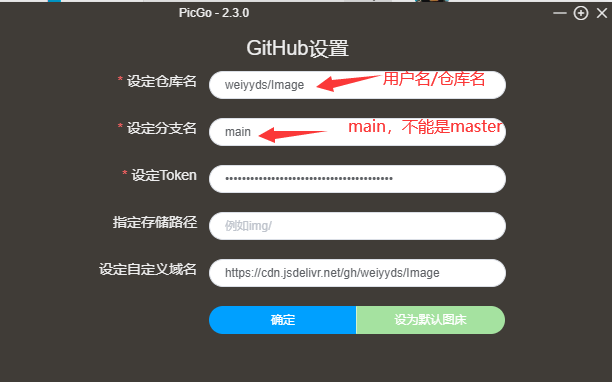 PicGo - 2.3.0
GitHub设置
* 设定仓库名 weiyyds/Image 用户名/仓库名
* 设定分支名 main main，不能是master
* 设定Token ••••••••••••••••••••••••••••••••••••••••
指定存储路径 例如img/
设定自定义域名 https://cdn.jsdelivr.net/gh/weiyyds/Image
确定 设为默认图床